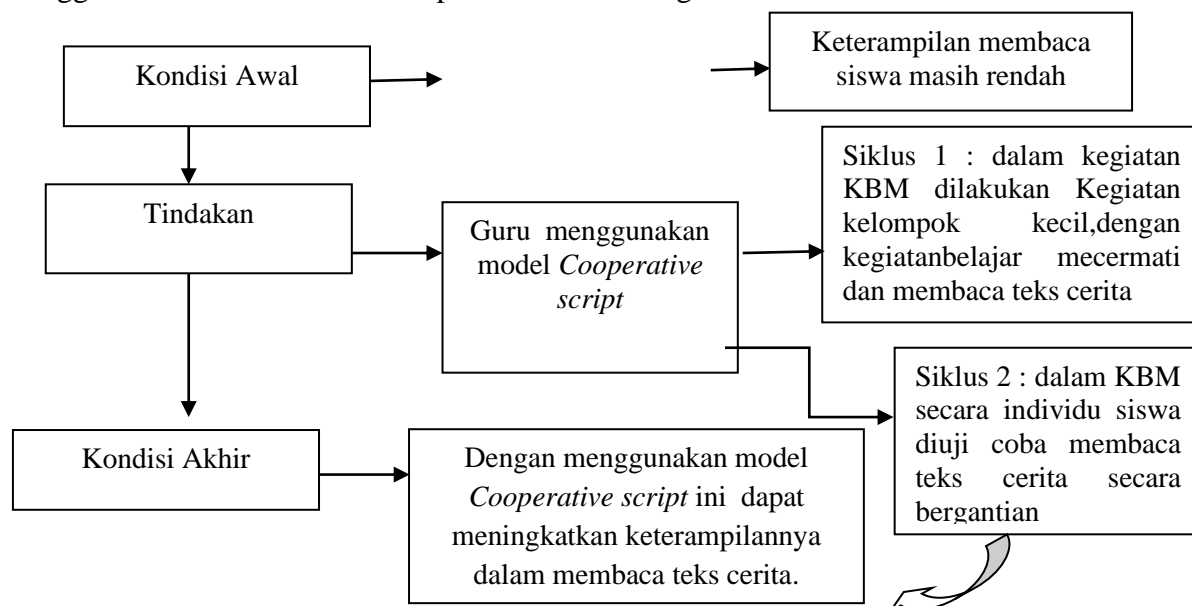 Kondisi Awal
Keterampilan membaca
siswa masih rendah
Tindakan
Guru menggunakan
model Cooperative
script
Siklus 1 : dalam kegiatan
KBM dilakukan Kegiatan
kelompok kecil,dengan
kegiatanbelajar mecermati
dan membaca teks cerita
Siklus 2 : dalam KBM
secara individu siswa
diuji coba membaca
teks cerita secara
bergantian
Kondisi Akhir
Dengan menggunakan model
Cooperative script ini dapat
meningkatkan keterampilannya
dalam membaca teks cerita.